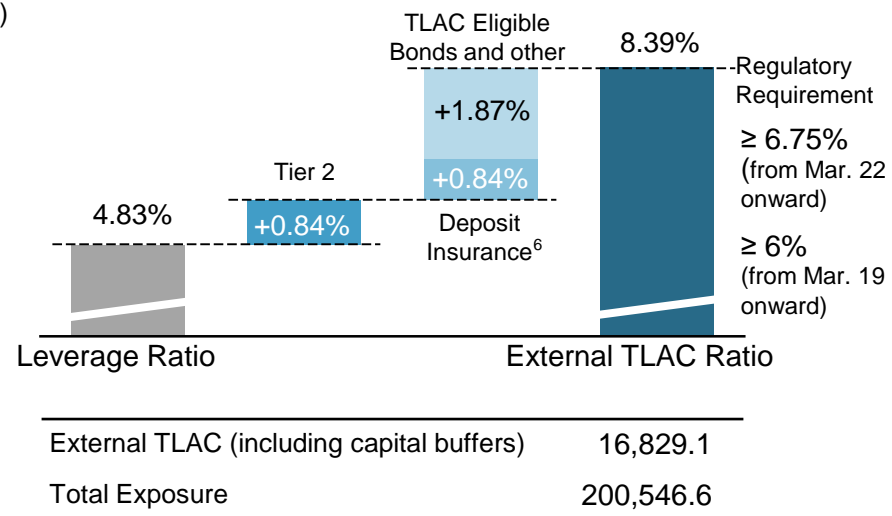 )
TLAC Eligible
Bonds and other
8.39%
Regulatory
Requirement
+1.87%
≥ 6.75%
(from Mar. 22
onward)
Tier 2
+0.84%
4.83%
+0.84%
Deposit
Insurance6
≥ 6%
(from Mar. 19
onward)
Leverage Ratio
External TLAC Ratio
External TLAC (including capital buffers) 16,829.1
Total Exposure 200,546.6